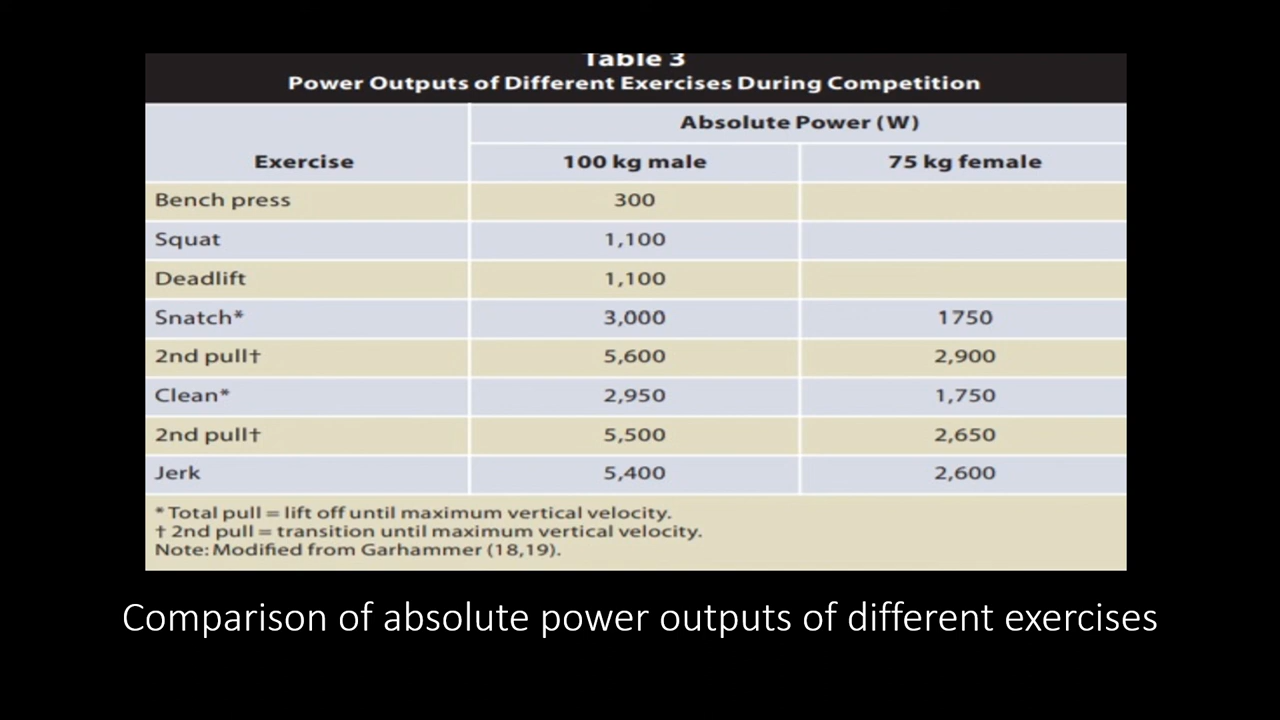 Table 3
Power Outputs of Different Exercises During Competition
Absolute Power (W)
Exercise 100 kg male 75 kg female
Bench press 300
Squat 1,100
Deadlift 1,100
Snatch* 3,000 1750
2nd pull† 5,600 2,900
Clean* 2,950 1,750
2nd pull† 5,500 2,650
Jerk 5,400 2,600
* Total pull = lift off until maximum vertical velocity.
† 2nd pull = transition until maximum vertical velocity.
Note: Modified from Garhammer (18,19).
Comparison of absolute power outputs of different exercises